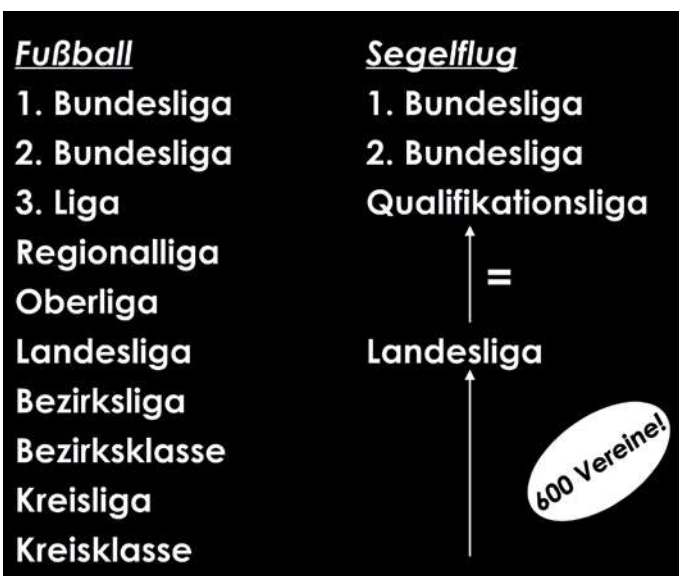 Fußball
1. Bundesliga
2. Bundesliga
3. Liga
Regionalliga
Oberliga
Landesliga
Bezirksliga
Bezirksklasse
Kreisliga
Kreisklasse
Segelflug
1. Bundesliga
2. Bundesliga
Qualifikationsliga
=
Landesliga
600 Vereine!